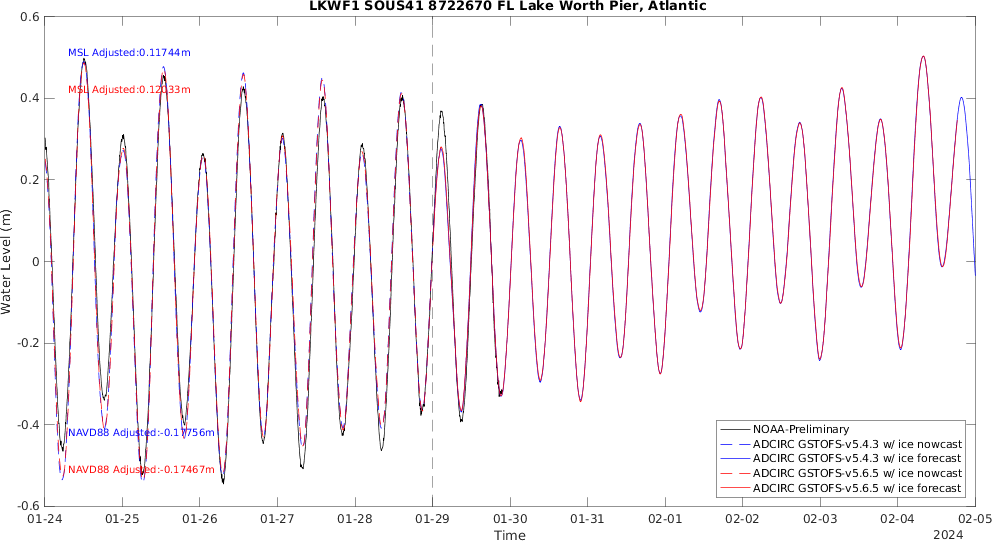 LKWF1 SOUS41 8722670 FL Lake Worth Pier, Atlantic
0.6
0.4
0.2
0
-0.2
-0.4
-0.6
Water Level (m)
MSL Adjusted:0.11744m
MSL Adjusted:0.12033m
NAVD88 Adjusted:-0.17756m
NAVD88 Adjusted:-0.17467m
NOAA-Preliminary
ADCIRC GSTOFS-v5.4.3 w/ ice nowcast
ADCIRC GSTOFS-v5.4.3 w/ ice forecast
ADCIRC GSTOFS-v5.6.5 w/ ice nowcast
ADCIRC GSTOFS-v5.6.5 w/ ice forecast
01-24 01-25 01-26 01-27 01-28 01-29 01-30 01-31 02-01 02-02 02-03 02-04 02-05
Time
2024